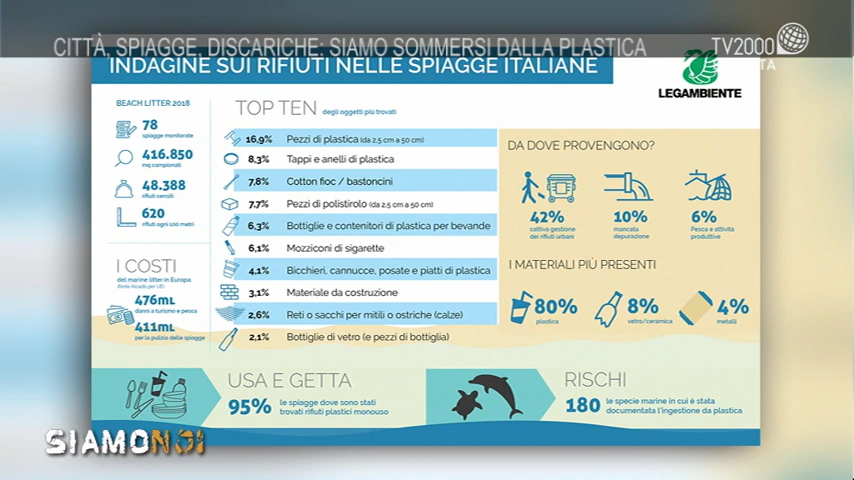 CITTÀ, SPIAGGE, DISCARICHE: SIAMO SOMMERSI DALLA PLASTICA
TV2000
INDAGINE SUI RIFIUTI NELLE SPIAGGE ITALIANE
LEGAMBIENTE
BEACH LITTER 2018
78
spiagge monitorate
416.850
mq campionati
48.388
rifiuti censiti
620
rifiuti ogni 100 metri
I COSTI
del marine litter in Europa
(fonte Arcadis per UE)
476mL
danni a turismo e pesca
411mL
per la pulizia delle spiagge
TOP TEN degli oggetti più trovati
16,9% Pezzi di plastica (da 2,5 cm a 50 cm)
8,3% Tappi e anelli di plastica
7,8% Cotton fioc / bastoncini
7,7% Pezzi di polistirolo (da 2,5 cm a 50 cm)
6,3% Bottiglie e contenitori di plastica per bevande
6,1% Mozziconi di sigarette
4,1% Bicchieri, cannucce, posate e piatti di plastica
3,1% Materiale da costruzione
2,6% Reti o sacchi per mitili o ostriche (calze)
2,1% Bottiglie di vetro (e pezzi di bottiglia)
DA DOVE PROVENGONO?
42%
cattiva gestione
dei rifiuti urbani
10%
mancata
depurazione
6%
Pesca e attività
produttive
I MATERIALI PIÙ PRESENTI
80%
plastica
8%
vetro/ceramica
4%
metalli
USA E GETTA
95% le spiagge dove sono stati
trovati rifiuti plastici monouso
RISCHI
180 le specie marine in cui è stata
documentata l'ingestione da plastica
SIAMONOI